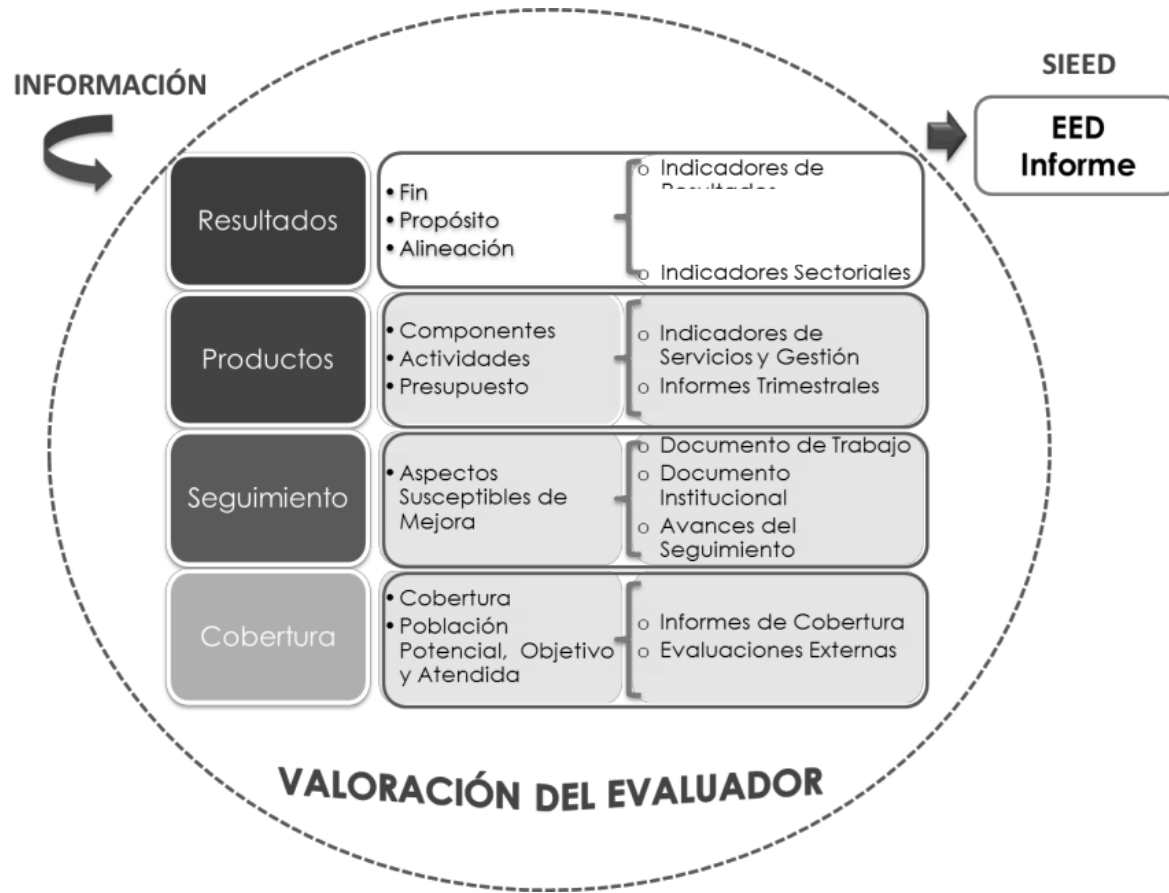 INFORMACIÓN
SIEED
EED
Informe
Resultados
• Fin
• Propósito
• Alineación
o Indicadores de
o Indicadores Sectoriales
Productos
• Componentes
• Actividades
• Presupuesto
o Indicadores de
Servicios y Gestión
o Informes Trimestrales
Seguimiento
• Aspectos
Susceptibles de
Mejora
o Documento de Trabajo
o Documento
Institucional
o Avances del
Seguimiento
Cobertura
• Cobertura
• Población
Potencial, Objetivo
y Atendida
o Informes de Cobertura
o Evaluaciones Externas
VALORACIÓN DEL EVALUADOR